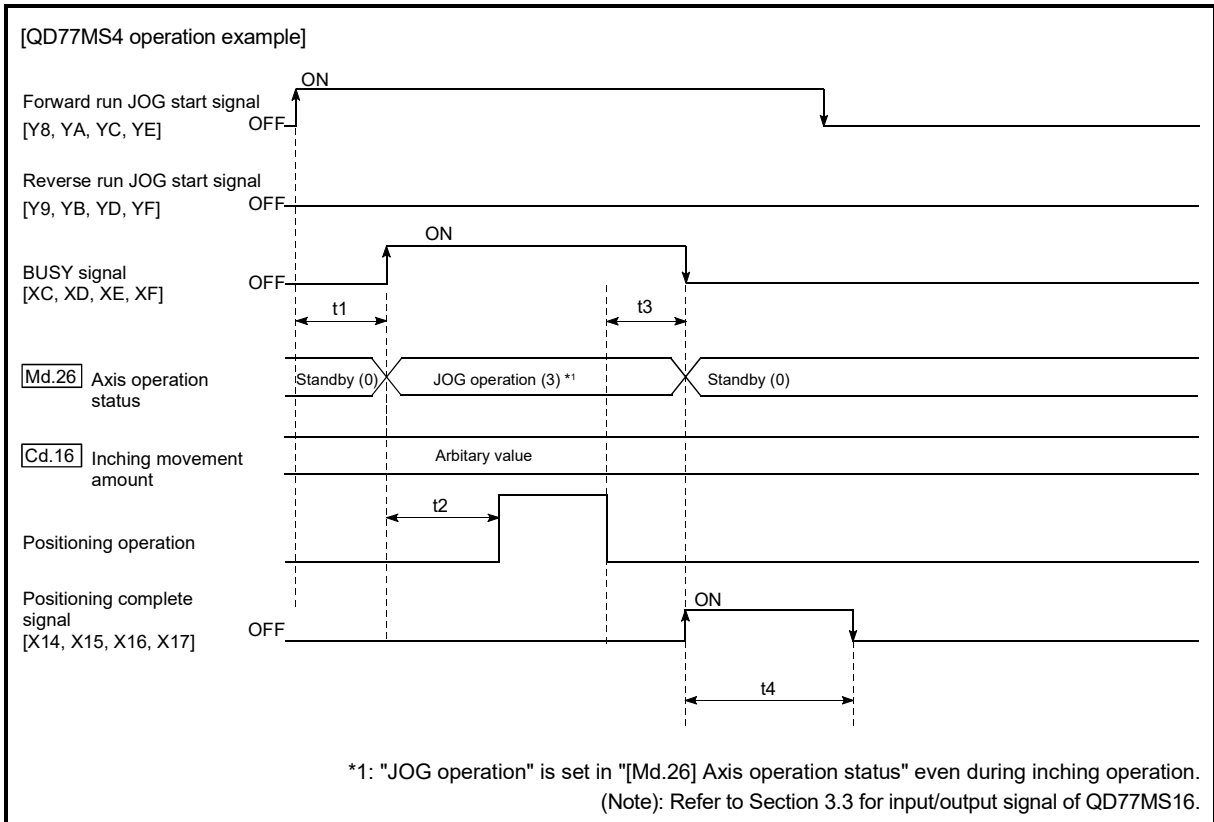 [QD77MS4 operation example]
ON
Forward run JOG start signal
[Y8, YA, YC, YE]
OFF
Reverse run JOG start signal
[Y9, YB, YD, YF]
OFF
ON
BUSY signal
[XC, XD, XE, XF]
OFF
t1
t3
Md.26 Axis operation
status
Standby (0)
JOG operation (3) *1
Standby (0)
Cd.16 Inching movement
amount
Arbitary value
t2
Positioning operation
Positioning complete
signal
[X14, X15, X16, X17]
OFF
ON
t4
*1: "JOG operation" is set in "[Md.26] Axis operation status" even during inching operation.
(Note): Refer to Section 3.3 for input/output signal of QD77MS16.